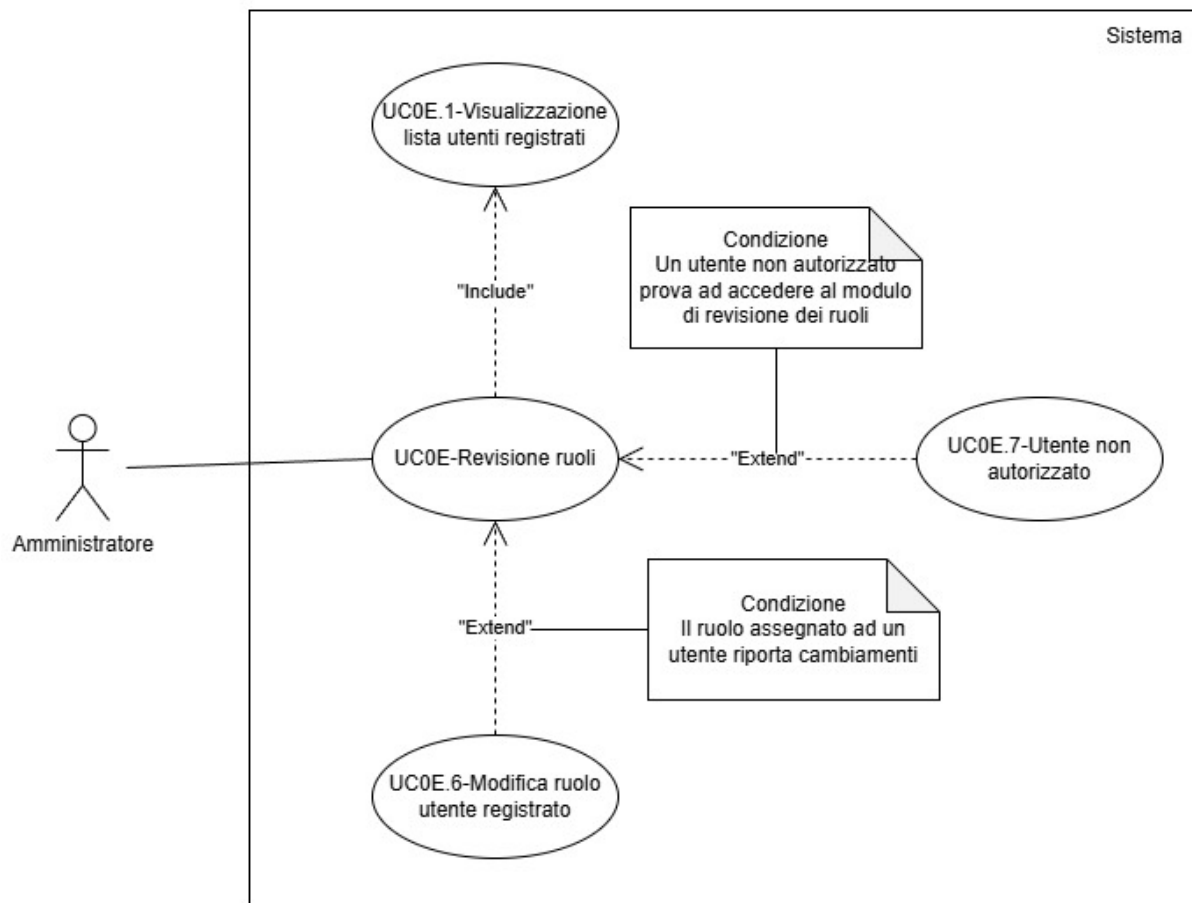 Sistema
UC0E.1-Visualizzazione
lista utenti registrati
Condizione
Un utente non autorizzato
prova ad accedere al modulo
di revisione dei ruoli
"Include"
UC0E-Revisione ruoli
"Extend"
UC0E.7-Utente non
autorizzato
Amministratore
Condizione
Il ruolo assegnato ad un
utente riporta cambiamenti
"Extend"
UC0E.6-Modifica ruolo
utente registrato